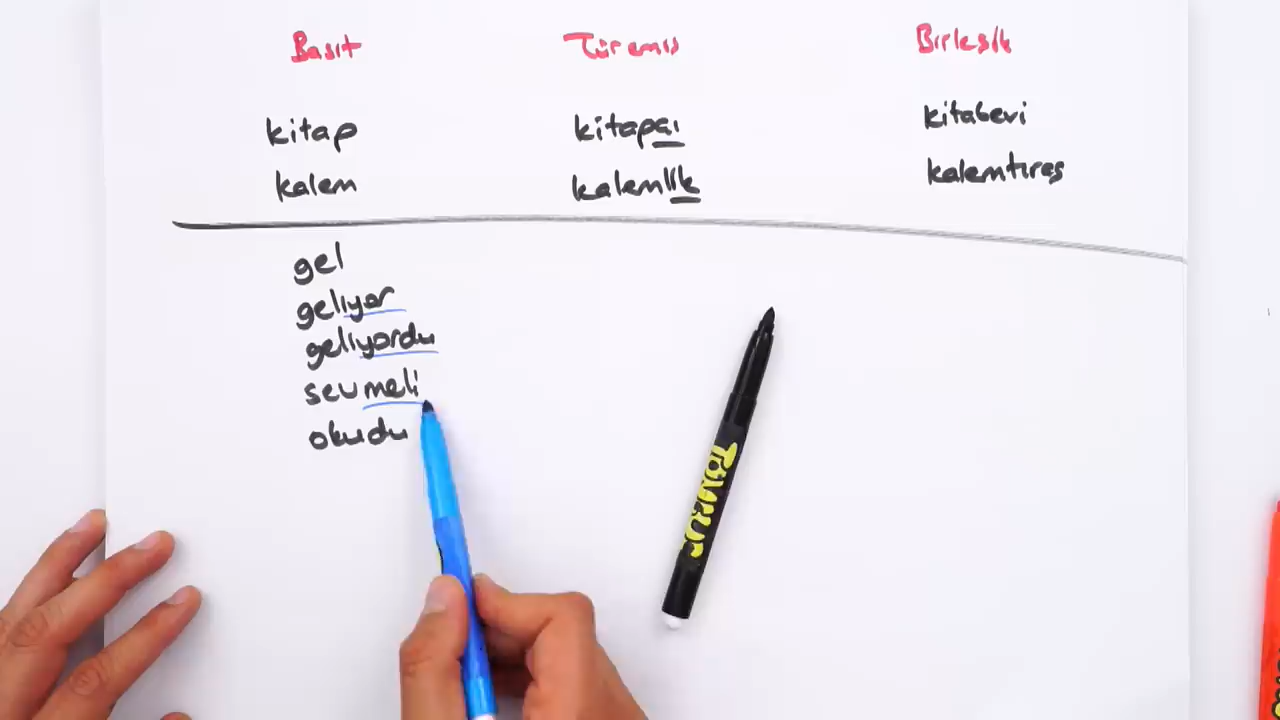 Basit Türemiş Birleşik
kitap kitapçı kitabevi
kalem kalemlik kalemtıraş
gel
geliyor
geliyordu
sevmeli
okudu